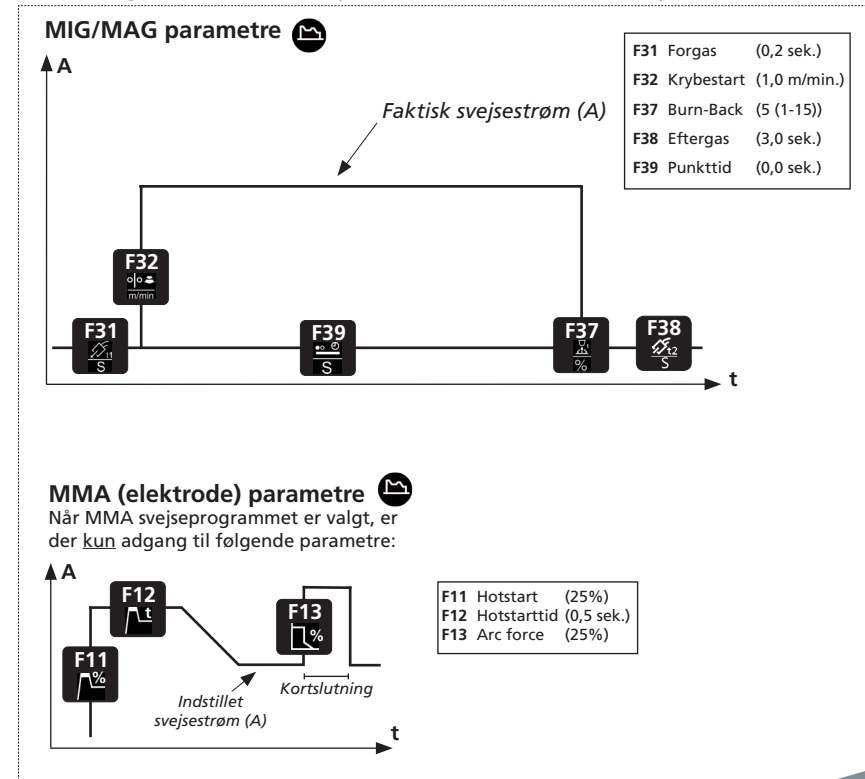 MIG/MAG parametre
A
F31 Forgas (0,2 sek.)
F32 Krybestart (1,0 m/min.)
F37 Burn-Back (5 (1-15))
F38 Eftergas (3,0 sek.)
F39 Punkttid (0,0 sek.)
Faktisk svejsestrøm (A)
F32
m/min
F31
t1
S
F39
S
F37
%
F38
t2
S
t
MMA (elektrode) parametre
Når MMA svejseprogrammet er valgt, er
der kun adgang til følgende parametre:
A
F12
t
F13
%
F11
%
F11 Hotstart (25%)
F12 Hotstarttid (0,5 sek.)
F13 Arc force (25%)
Indstillet
svejsestrøm (A)
Kortslutning
t